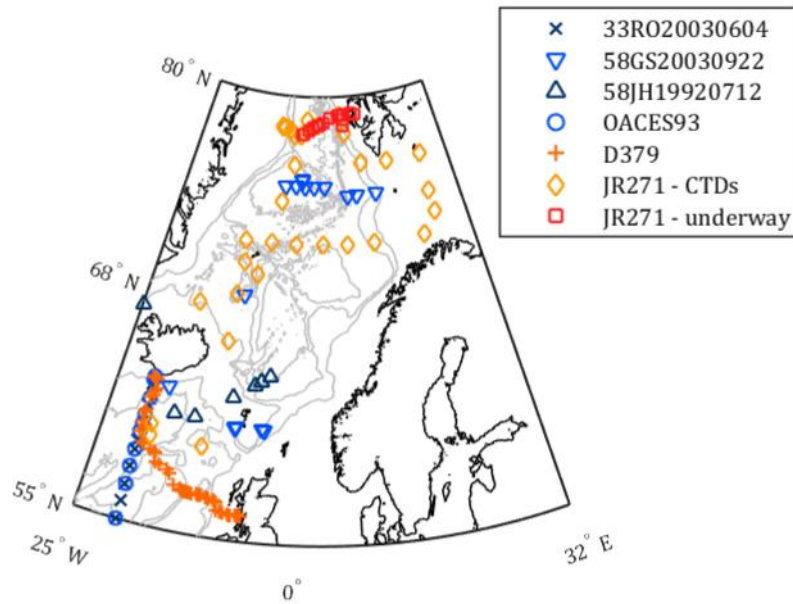 33RO20030604
58GS20030922
58JH19920712
OACES93
D379
JR271 - CTDs
JR271 - underway
80°N
68°N
55°N
25°W
0°
32°E